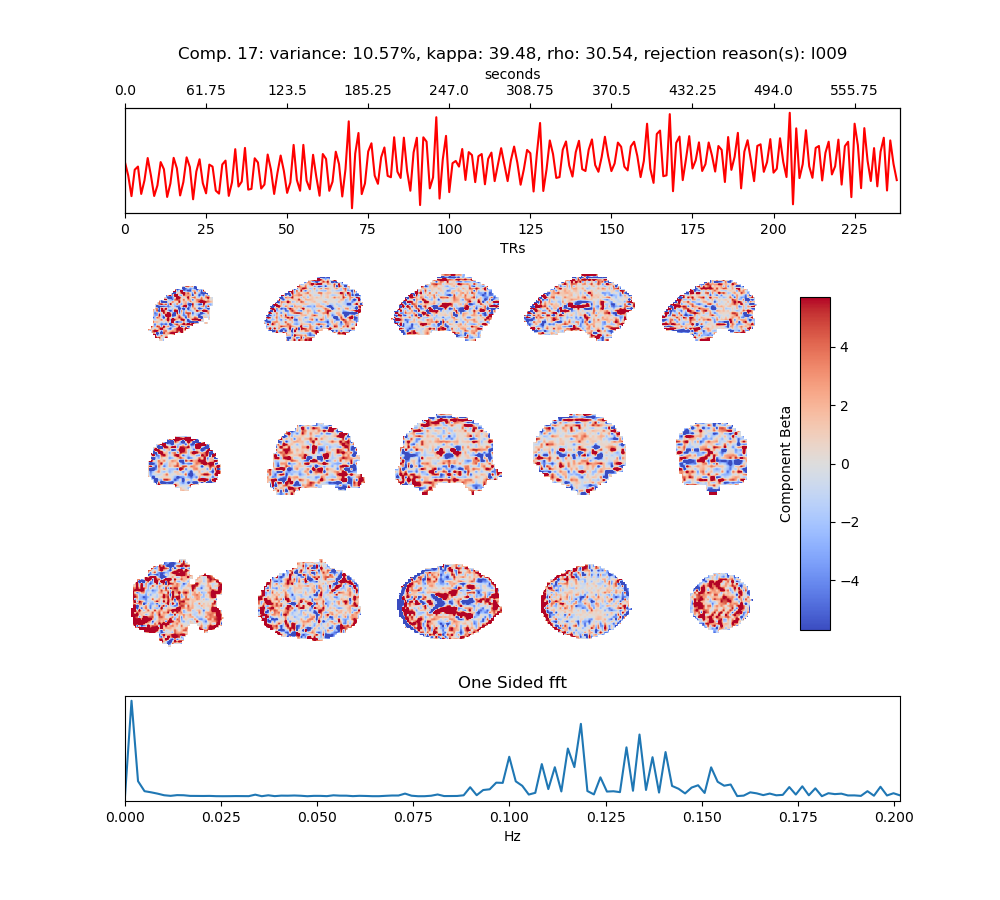 Comp. 17: variance: 10.57%, kappa: 39.48, rho: 30.54, rejection reason(s): I009
seconds
0.0 61.75 123.5 185.25 247.0 308.75 370.5 432.25 494.0 555.75
0 25 50 75 100 125 150 175 200 225
TRs
4
2
0
−2
−4
Component Beta
One Sided fft
0.000 0.025 0.050 0.075 0.100 0.125 0.150 0.175 0.200
Hz